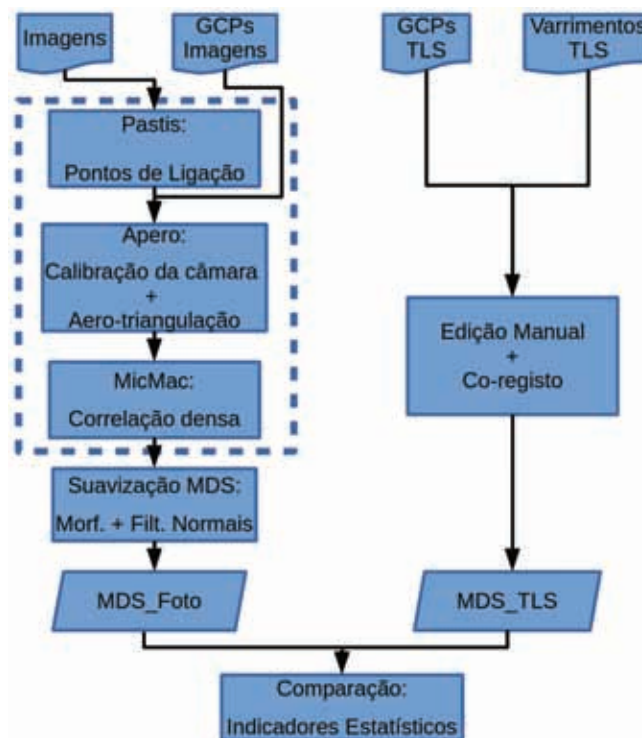 Imagens
GCPs
Imagens
GCPs
TLS
Varrimentos
TLS
Pastis:
Pontos de Ligação
Apero:
Calibração da câmara
+
Aero-triangulação
MicMac:
Correlação densa
Suavização MDS:
Morf. + Filt. Normais
MDS_Foto
Edição Manual
+
Co-registo
MDS_TLS
Comparação:
Indicadores Estatísticos